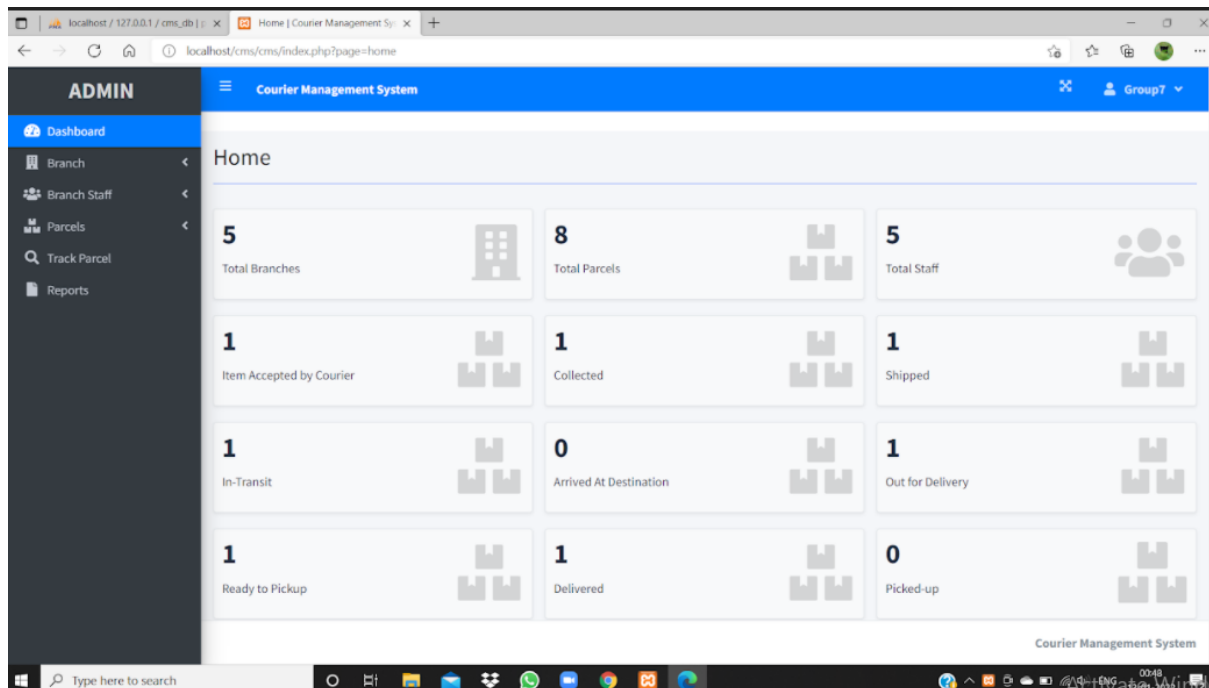 localhost / 127.0.0.1 / cms_db | p
Home | Courier Management Sy
localhost/cms/cms/index.php?page=home
ADMIN
Courier Management System
Group7
Dashboard
Branch
Branch Staff
Parcels
Track Parcel
Reports
Home
5
Total Branches
8
Total Parcels
5
Total Staff
1
Item Accepted by Courier
1
Collected
1
Shipped
1
In-Transit
0
Arrived At Destination
1
Out for Delivery
1
Ready to Pickup
1
Delivered
0
Picked-up
Courier Management System
Type here to search
ENG
00:48